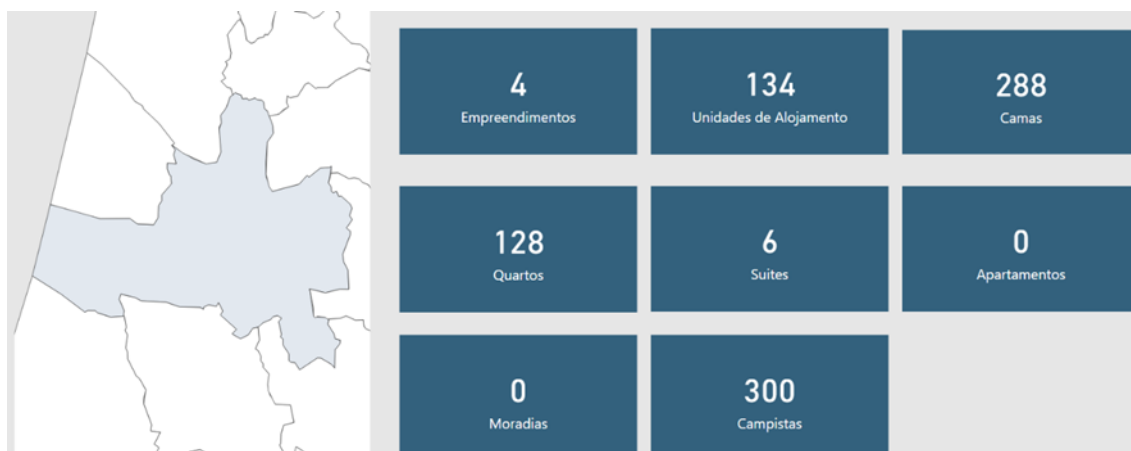 4
Empreendimentos
134
Unidades de Alojamento
288
Camas
128
Quartos
6
Suites
0
Apartamentos
0
Moradias
300
Campistas